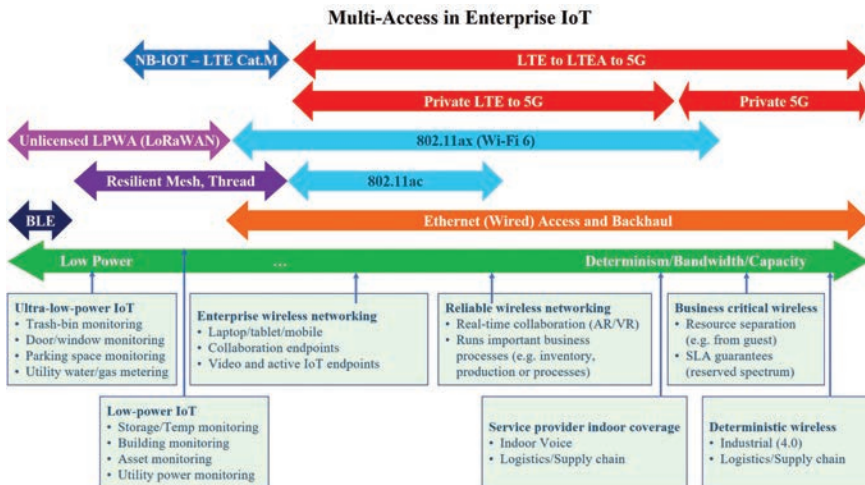 Multi-Access in Enterprise IoT
NB-IOT – LTE Cat.M
LTE to LTEA to 5G
Private LTE to 5G
Private 5G
Unlicensed LPWA (LoRaWAN)
802.11ax (Wi-Fi 6)
Resilient Mesh, Thread
802.11ac
BLE
Ethernet (Wired) Access and Backhaul
Low Power
...
Determinism/Bandwidth/Capacity
Ultra-low-power IoT
• Trash-bin monitoring
• Door/window monitoring
• Parking space monitoring
• Utility water/gas metering
Enterprise wireless networking
• Laptop/tablet/mobile
• Collaboration endpoints
• Video and active IoT endpoints
Reliable wireless networking
• Real-time collaboration (AR/VR)
• Runs important business
processes (e.g. inventory,
production or processes)
Business critical wireless
• Resource separation
(e.g. from guest)
• SLA guarantees
(reserved spectrum)
Low-power IoT
• Storage/Temp monitoring
• Building monitoring
• Asset monitoring
• Utility power monitoring
Service provider indoor coverage
• Indoor Voice
• Logistics/Supply chain
Deterministic wireless
• Industrial (4.0)
• Logistics/Supply chain